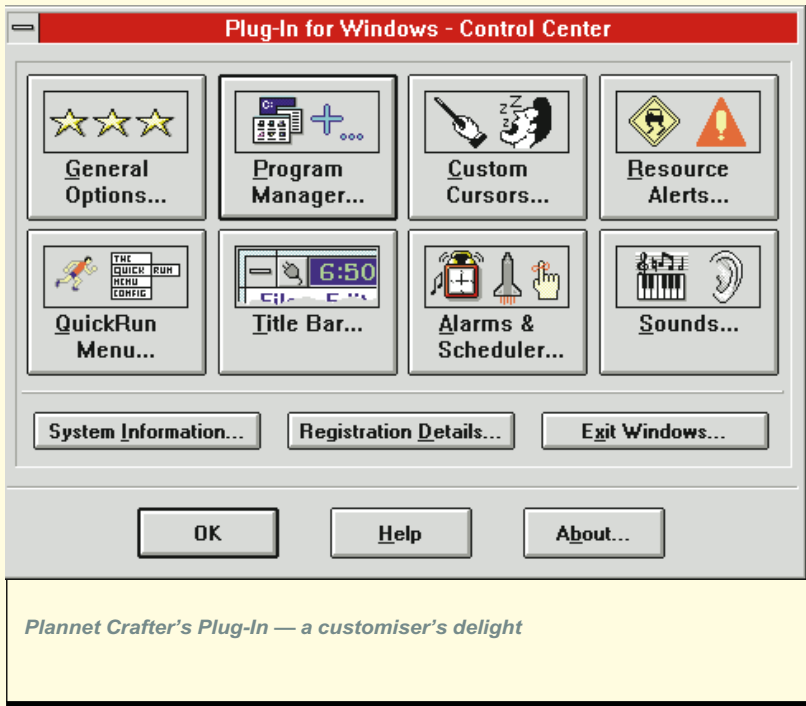 Plug-In for Windows - Control Center
General
Options...
Program
Manager...
Custom
Cursors...
Resource
Alerts...
C:
z z Z
THE
QUICK RUN
MENU
CONFIG
QuickRun
Menu...
6:50
Title Bar...
Alarms &
Scheduler...
Sounds...
System Information...
Registration Details...
Exit Windows...
OK
Help
About...
Plannet Crafter's Plug-In — a customiser's delight